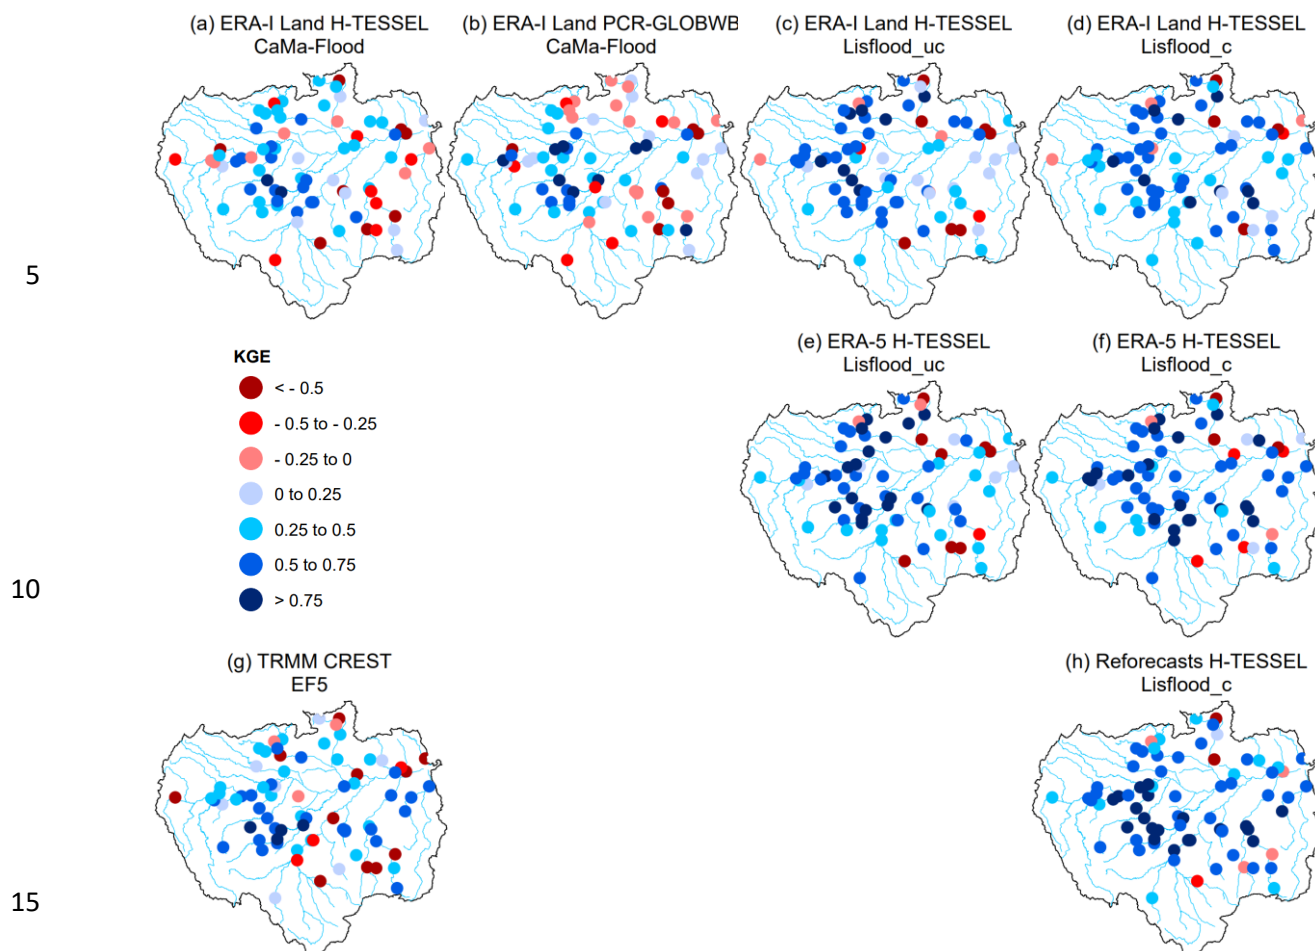 (a) ERA-I Land H-TESSEL
CaMa-Flood
(b) ERA-I Land PCR-GLOBWB
CaMa-Flood
(c) ERA-I Land H-TESSEL
Lisflood_uc
(d) ERA-I Land H-TESSEL
Lisflood_c
5
(e) ERA-5 H-TESSEL
Lisflood_uc
(f) ERA-5 H-TESSEL
Lisflood_c
KGE
< - 0.5
- 0.5 to - 0.25
- 0.25 to 0
0 to 0.25
0.25 to 0.5
0.5 to 0.75
> 0.75
10
(g) TRMM CREST
EF5
(h) Reforecasts H-TESSEL
Lisflood_c
15